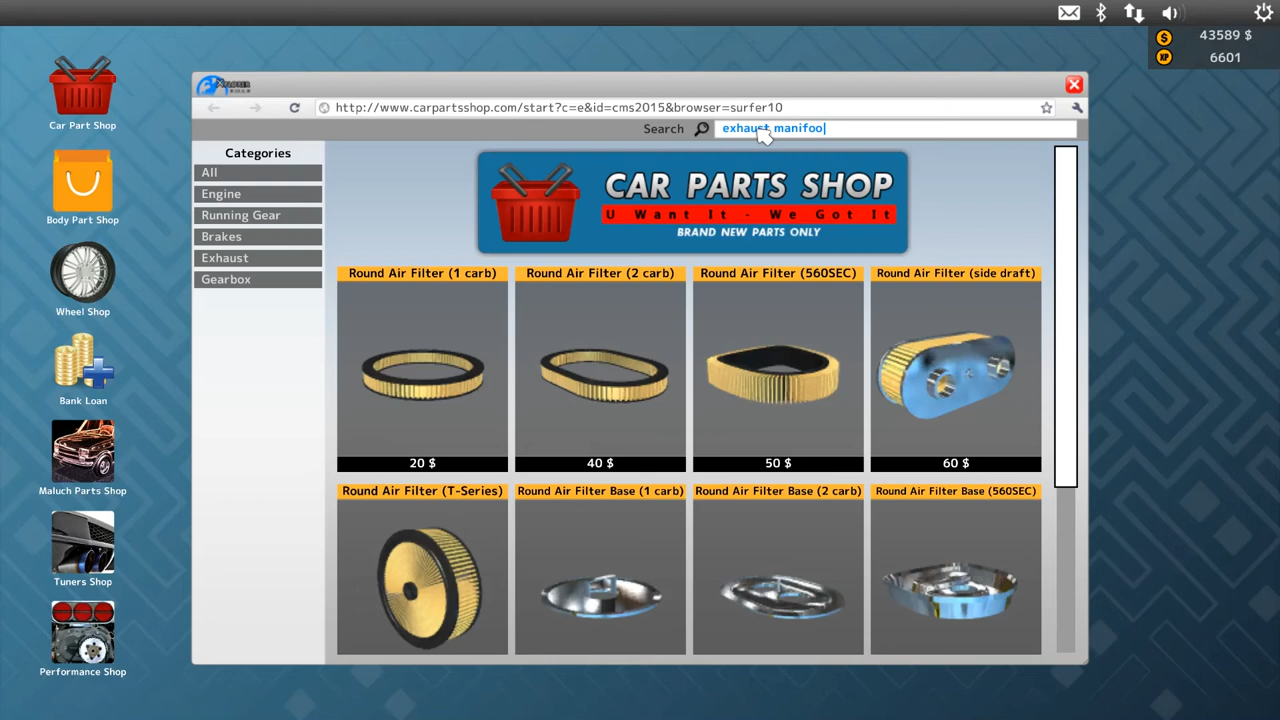 43589 $
6601
http://www.carpartsshop.com/start?c=e&id=cms2015&browser=surfer10
Search exhaust manifoo
Car Part Shop
Body Part Shop
Wheel Shop
Bank Loan
Maluch Parts Shop
Tuners Shop
Performance Shop
Categories
All
Engine
Running Gear
Brakes
Exhaust
Gearbox
CAR PARTS SHOP
U Want It - We Got It
BRAND NEW PARTS ONLY
Round Air Filter (1 carb)
20 $
Round Air Filter (2 carb)
40 $
Round Air Filter (560SEC)
50 $
Round Air Filter (side draft)
60 $
Round Air Filter (T-Series)
Round Air Filter Base (1 carb)
Round Air Filter Base (2 carb)
Round Air Filter Base (560SEC)